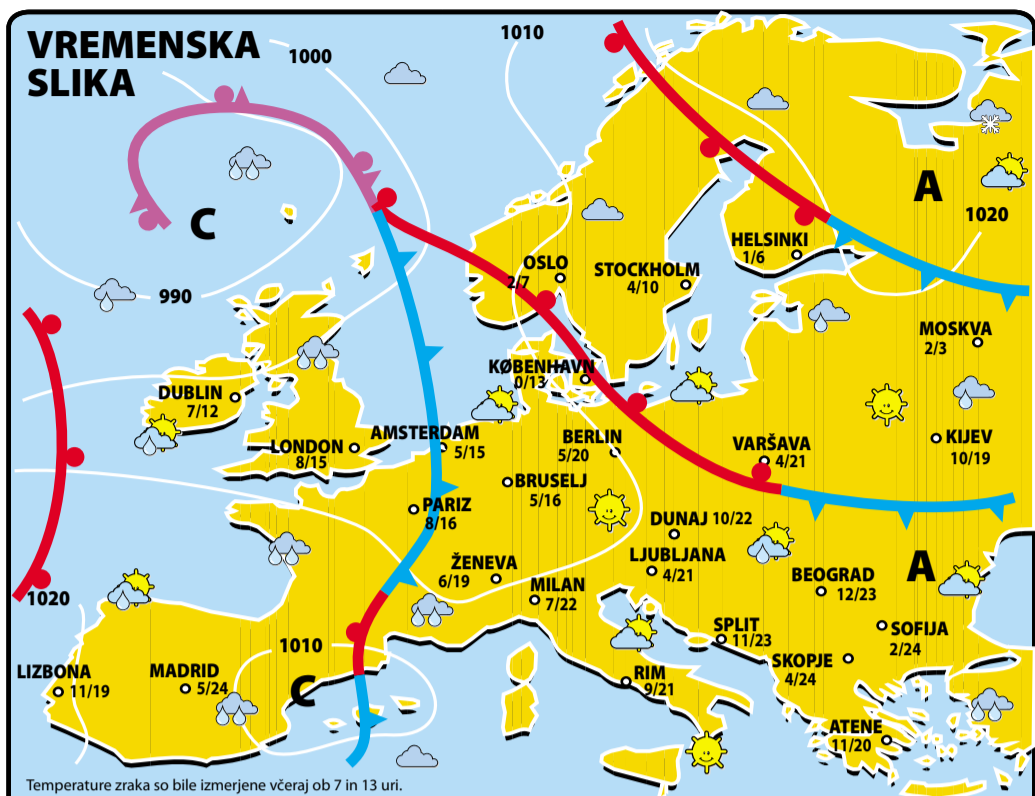 VREMENSKA
SLIKA
1000
1010
A
1020
C
990
HELSINKI
1/6
OSLO
2/7
STOCKHOLM
4/10
MOSKVA
2/3
KØBENHAVN
0/13
DUBLIN
7/12
LONDON
8/15
AMSTERDAM
5/15
BERLIN
5/20
VARŠAVA
4/21
KIJEV
10/19
BRUSELJ
5/16
PARIZ
8/16
DUNAJ 10/22
LJUBLJANA
4/21
ŽENEVA
6/19
MILAN
7/22
BEOGRAD
12/23
A
1020
SPLIT
11/23
SOFIJA
2/24
1010
SKOPJE
4/24
LIZBONA
11/19
MADRID
5/24
C
RIM
9/21
ATENE
11/20
Temperature zraka so bile izmerjene včeraj ob 7 in 13 uri.